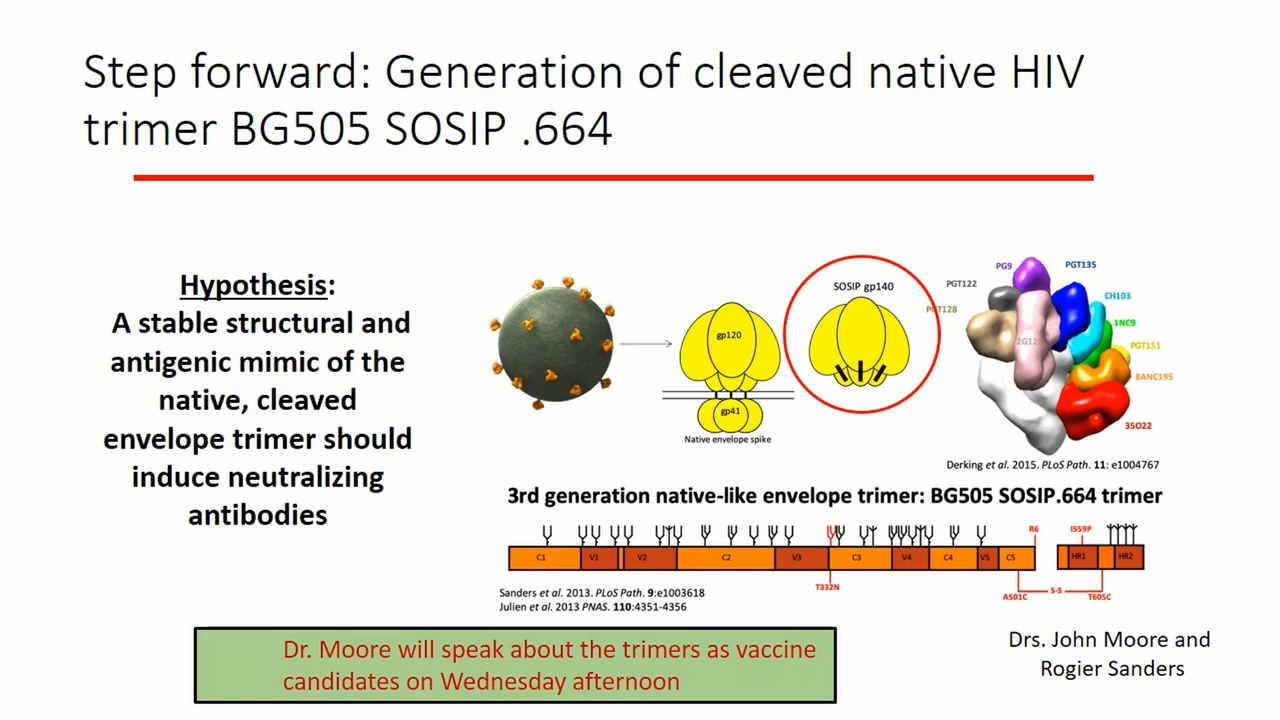 Step forward: Generation of cleaved native HIV
trimer BG505 SOSIP .664
Hypothesis:
A stable structural and
antigenic mimic of the
native, cleaved
envelope trimer should
induce neutralizing
antibodies
gp120
gp41
Native envelope spike
SOSIP gp140
PG9
PGT135
PGT122
CH103
PGT128
1NC9
2G12
PGT151
8ANC195
35O22
Derking et al. 2015. PLoS Path. 11: e1004767
3rd generation native-like envelope trimer: BG505 SOSIP.664 trimer
R6
I559P
C1
V1
V2
C2
V3
C3
V4
C4
V5
C5
HR1
HR2
T332N
A501C
S-S
T605C
Sanders et al. 2013. PLoS Path. 9:e1003618
Julien et al. 2013 PNAS. 110:4351-4356
Dr. Moore will speak about the trimers as vaccine
candidates on Wednesday afternoon
Drs. John Moore and
Rogier Sanders